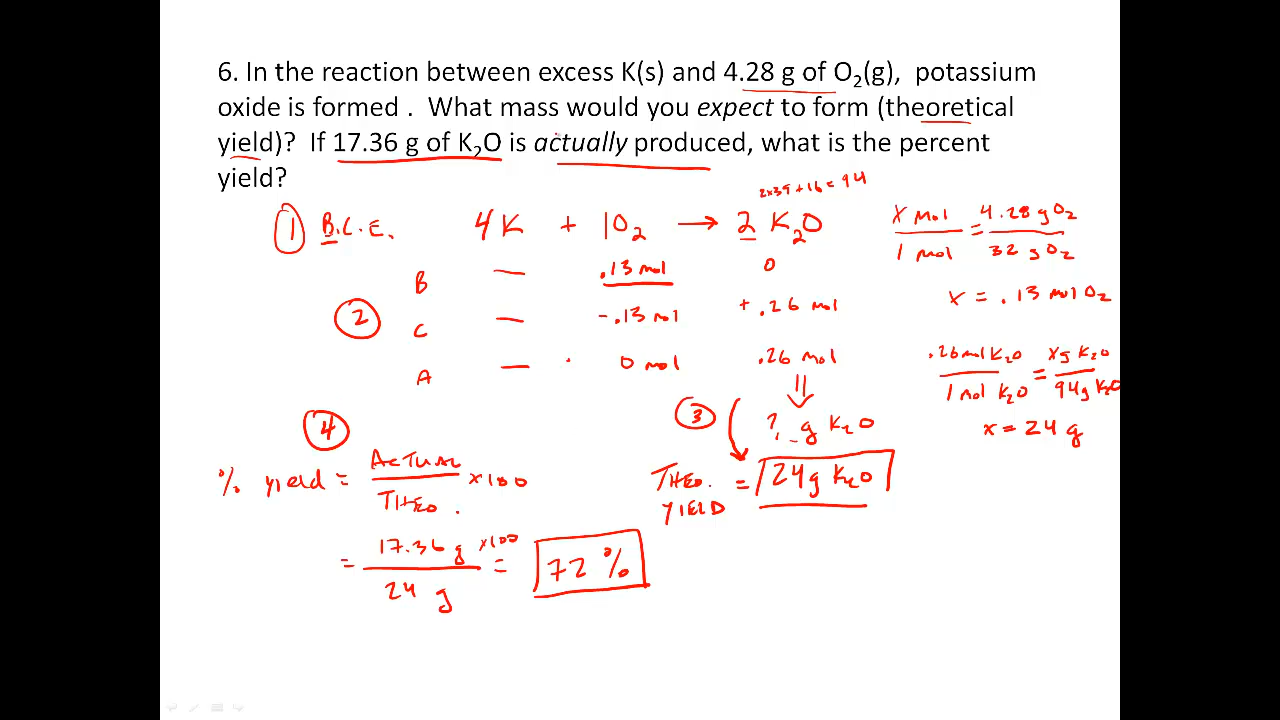 6. In the reaction between excess K(s) and 4.28 g of O₂(g), potassium
oxide is formed . What mass would you expect to form (theoretical
yield)? If 17.36 g of K₂O is actually produced, what is the percent
yield?
2x39 +16 = 94
① B.C.E. 4K + 1O₂ → 2 K₂O
x mol / 1 mol = 4.28 g O₂ / 32 g O₂
B — .13 mol 0
x = .13 mol O₂
② C — - .13 mol + .26 mol
A — 0 mol .26 mol
.26 mol K₂O / 1 mol K₂O = x g K₂O / 94 g K₂O
x = 24 g
③ ? g K₂O
THEO. YIELD = 24 g K₂O
④
% yield = ACTUAL / THEO. x 100
= 17.36 g / 24 g x100 = 72 %